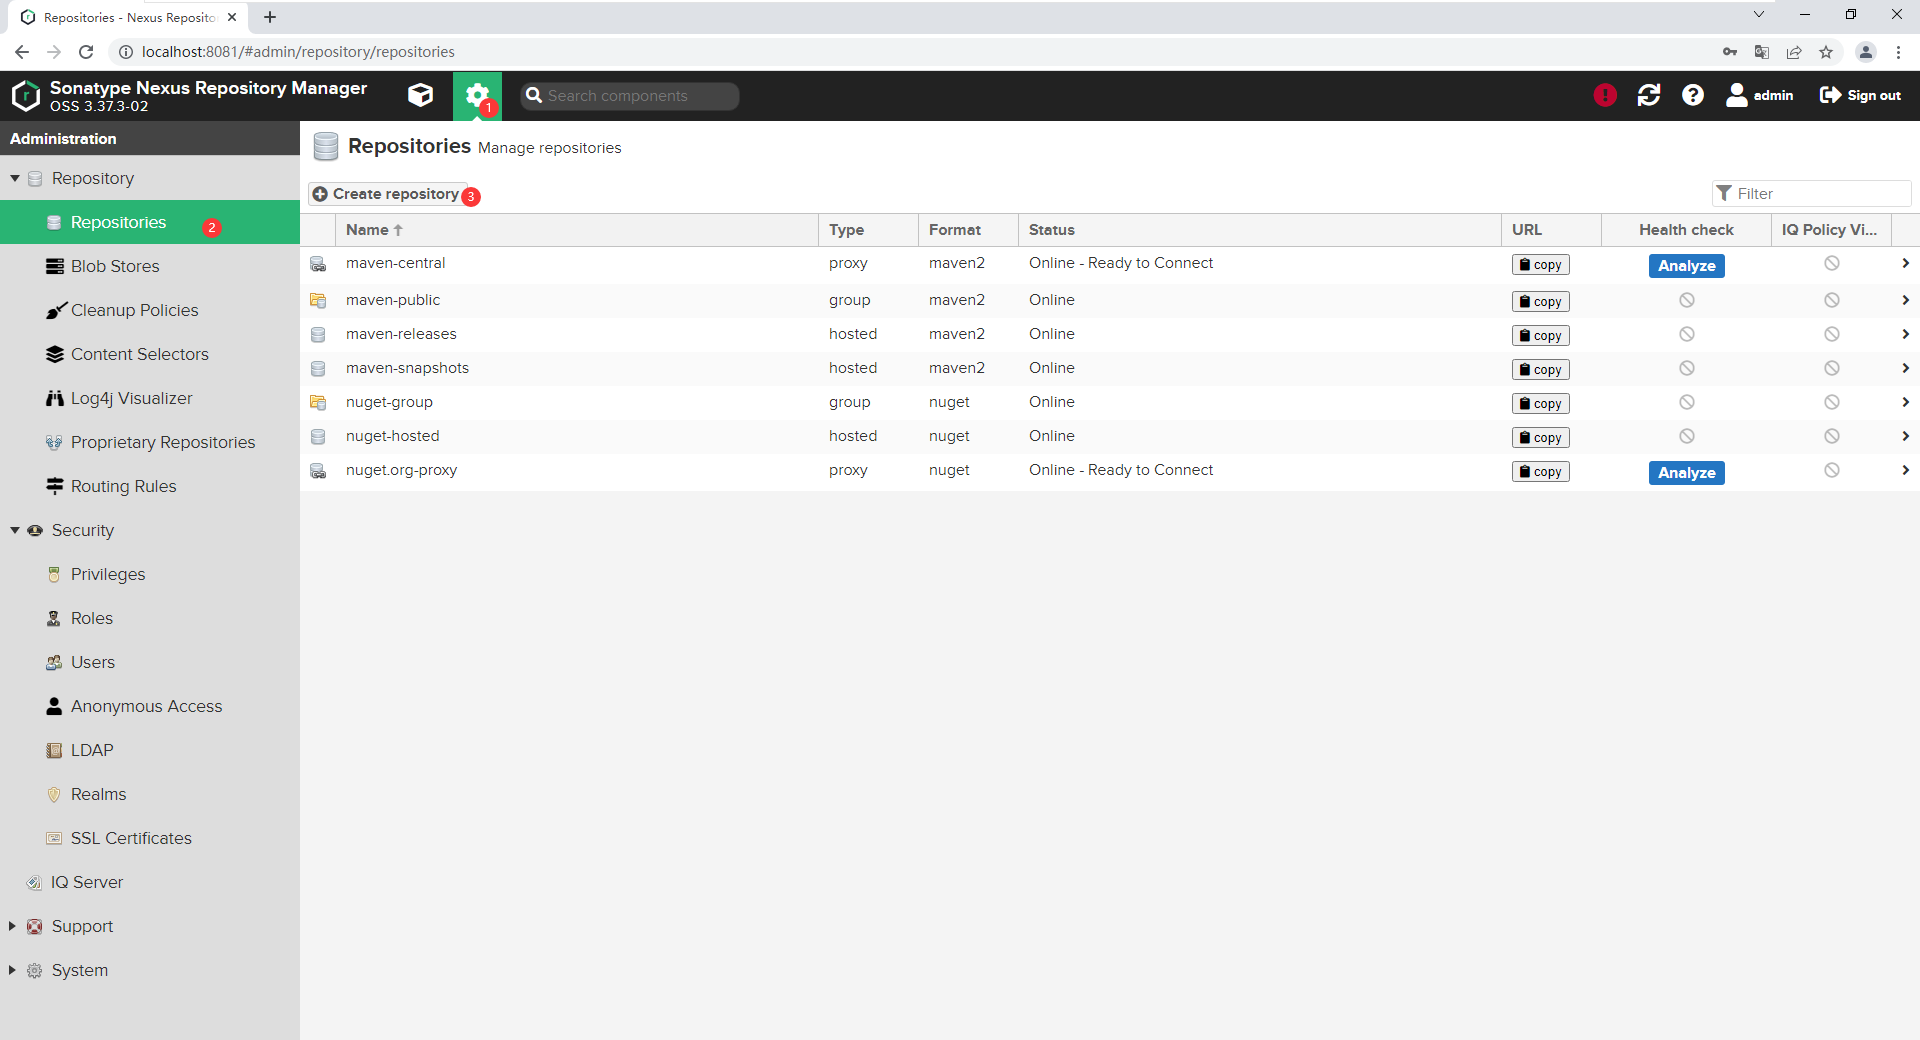 Repositories - Nexus Reposito
localhost:8081/#admin/repository/repositories
Sonatype Nexus Repository Manager
OSS 3.37.3-02
1
Search components
admin
Sign out
Administration
Repository
Repositories
2
Blob Stores
Cleanup Policies
Content Selectors
Log4j Visualizer
Proprietary Repositories
Routing Rules
Security
Privileges
Roles
Users
Anonymous Access
LDAP
Realms
SSL Certificates
IQ Server
Support
System
Repositories Manage repositories
Create repository 3
Filter
Name Type Format Status URL Health check IQ Policy Vi...
maven-central proxy maven2 Online - Ready to Connect copy Analyze
maven-public group maven2 Online copy
maven-releases hosted maven2 Online copy
maven-snapshots hosted maven2 Online copy
nuget-group group nuget Online copy
nuget-hosted hosted nuget Online copy
nuget.org-proxy proxy nuget Online - Ready to Connect copy Analyze